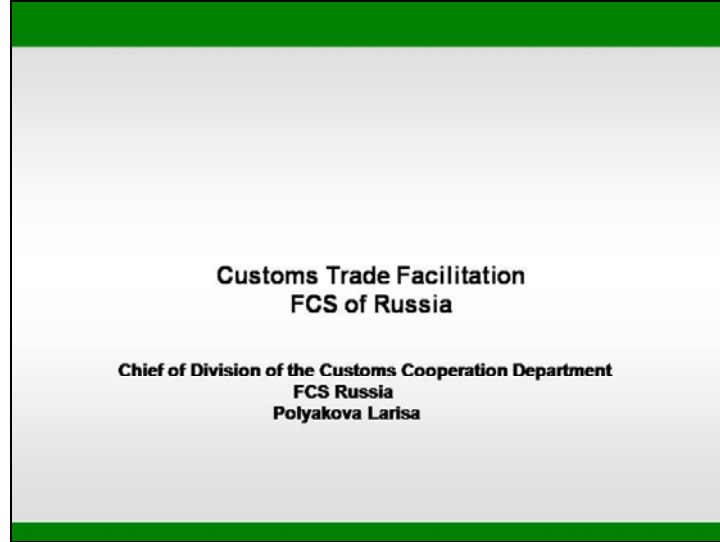 Customs Trade Facilitation
FCS of Russia
Chief of Division of the Customs Cooperation Department
FCS Russia
Polyakova Larisa